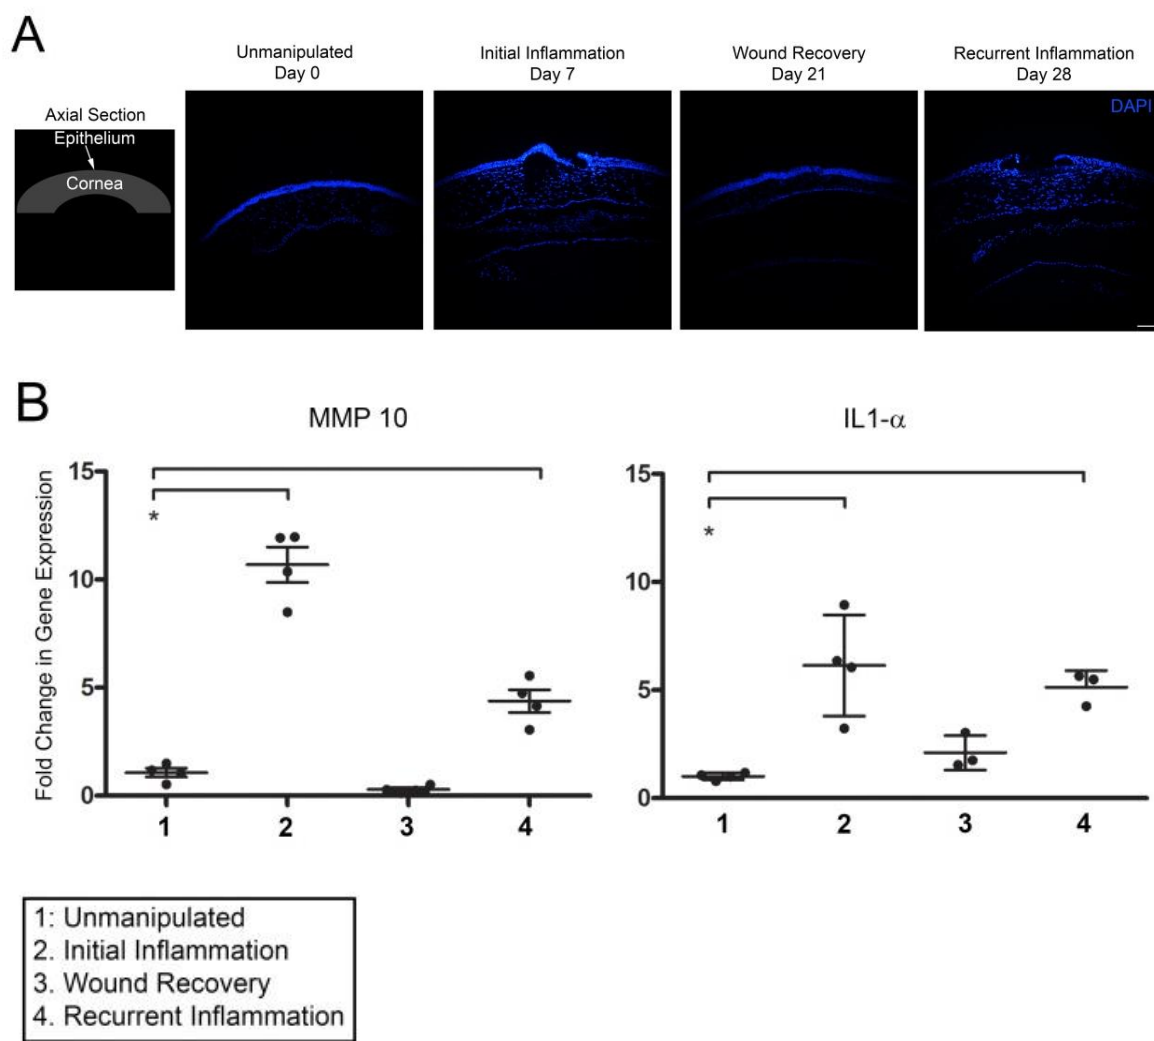 A
Unmanipulated
Day 0
Initial Inflammation
Day 7
Wound Recovery
Day 21
Recurrent Inflammation
Day 28
Axial Section
Epithelium
Cornea
DAPI
B
MMP 10
Fold Change in Gene Expression
15
10
5
0
*
1 2 3 4
IL1-α
15
10
5
0
*
1 2 3 4
1: Unmanipulated
2. Initial Inflammation
3. Wound Recovery
4. Recurrent Inflammation